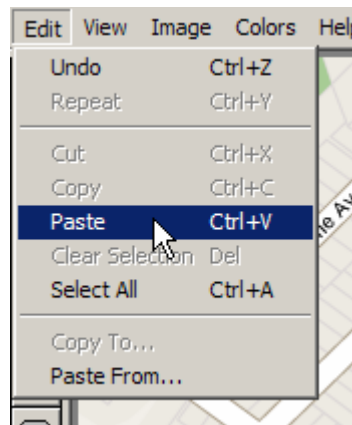 Edit View Image Colors Help
Undo Ctrl+Z
Repeat Ctrl+Y
Cut Ctrl+X
Copy Ctrl+C
Paste Ctrl+V
Clear Selection Del
Select All Ctrl+A
Copy To...
Paste From...